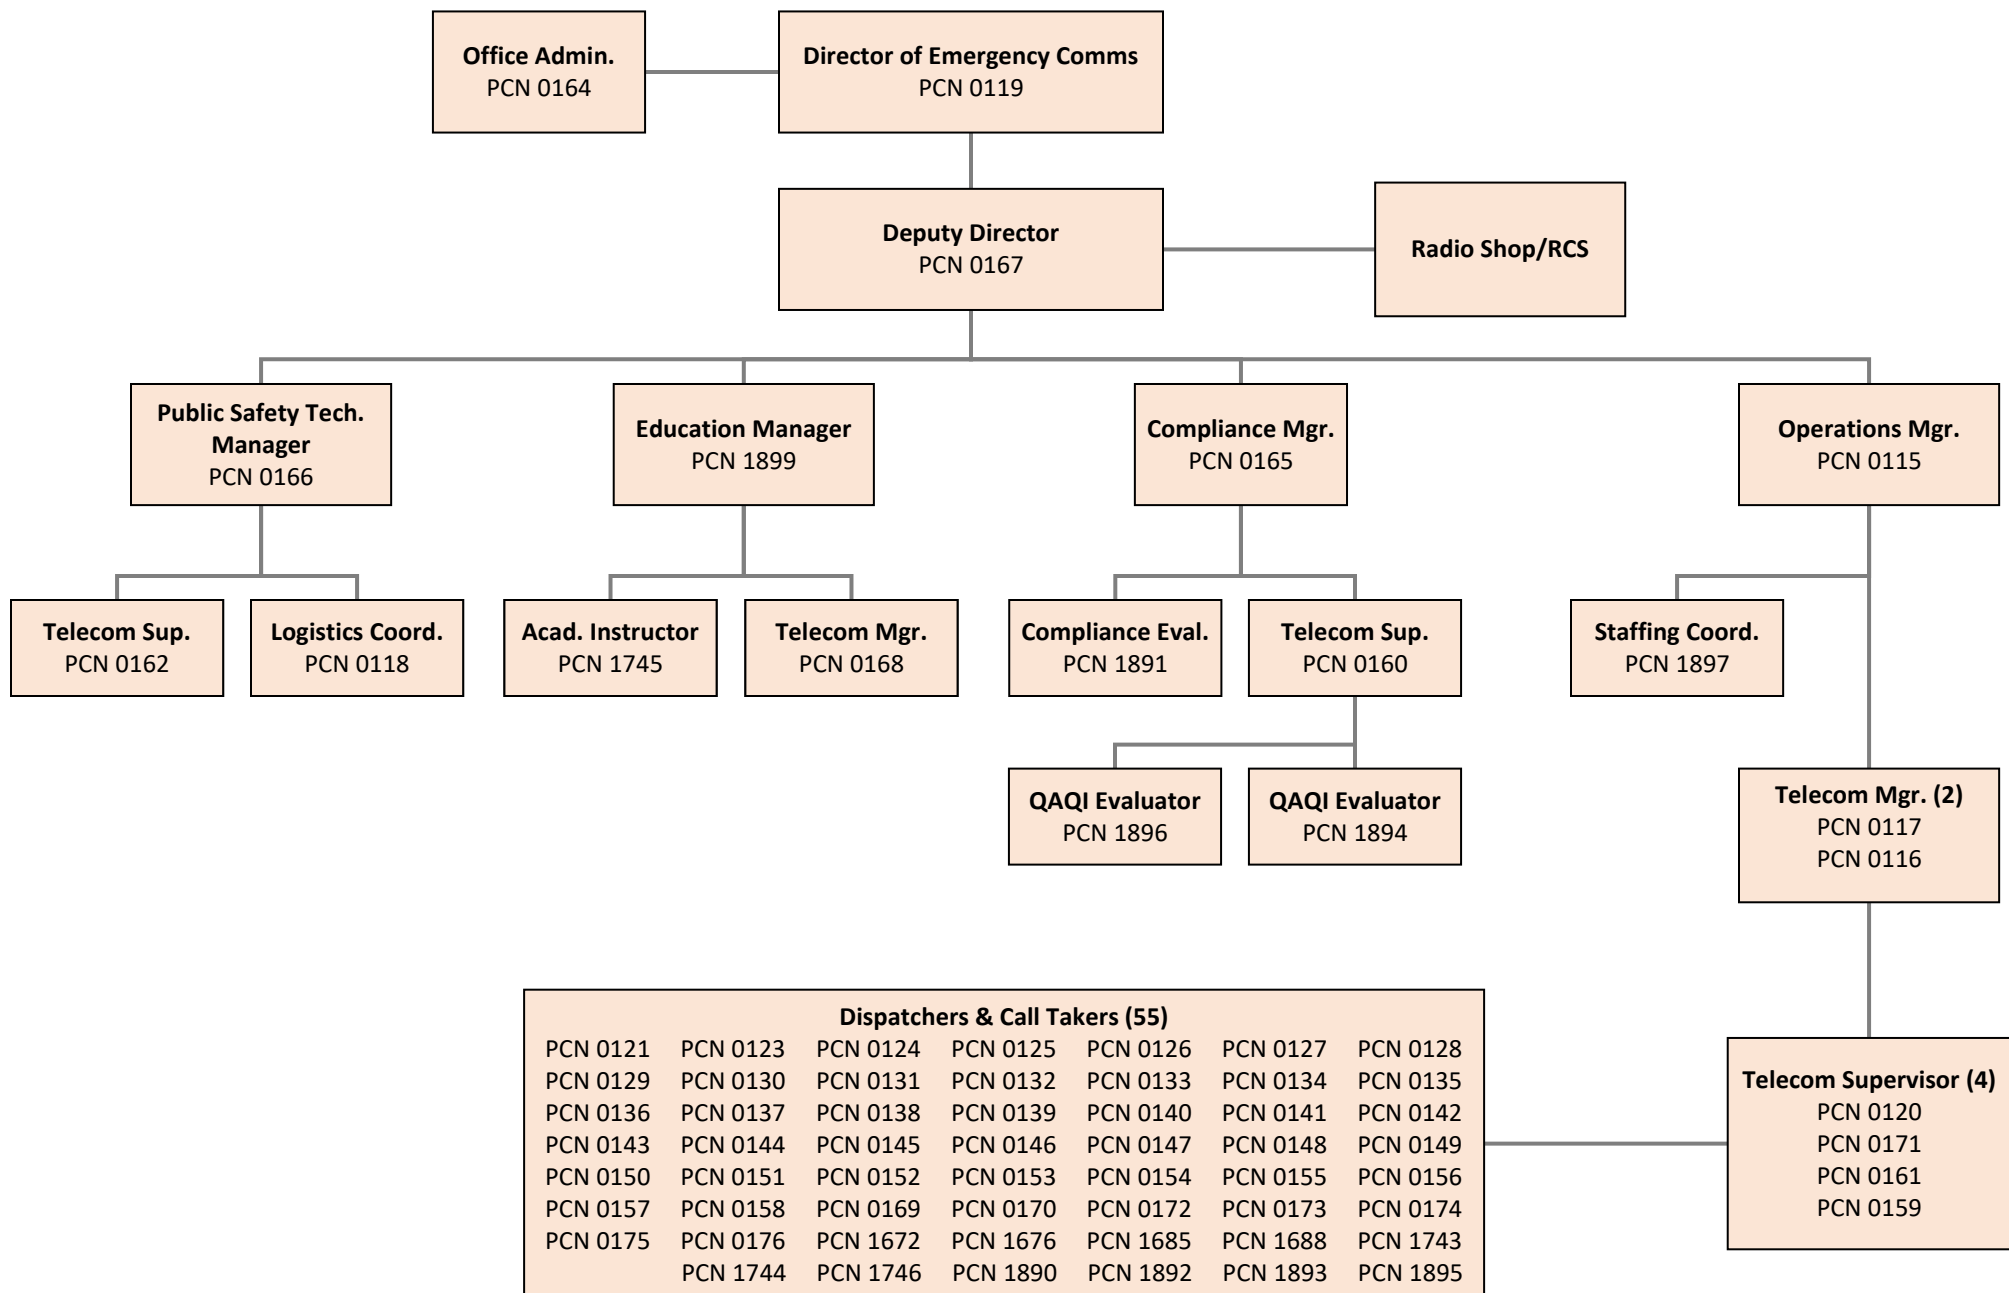 Office Admin.
PCN 0164
Director of Emergency Comms
PCN 0119
Deputy Director
PCN 0167
Radio Shop/RCS
Public Safety Tech.
Manager
PCN 0166
Education Manager
PCN 1899
Compliance Mgr.
PCN 0165
Operations Mgr.
PCN 0115
Telecom Sup.
PCN 0162
Logistics Coord.
PCN 0118
Acad. Instructor
PCN 1745
Telecom Mgr.
PCN 0168
Compliance Eval.
PCN 1891
Telecom Sup.
PCN 0160
Staffing Coord.
PCN 1897
QAQI Evaluator
PCN 1896
QAQI Evaluator
PCN 1894
Telecom Mgr. (2)
PCN 0117
PCN 0116
Dispatchers & Call Takers (55)
PCN 0121 PCN 0123 PCN 0124 PCN 0125 PCN 0126 PCN 0127 PCN 0128
PCN 0129 PCN 0130 PCN 0131 PCN 0132 PCN 0133 PCN 0134 PCN 0135
PCN 0136 PCN 0137 PCN 0138 PCN 0139 PCN 0140 PCN 0141 PCN 0142
PCN 0143 PCN 0144 PCN 0145 PCN 0146 PCN 0147 PCN 0148 PCN 0149
PCN 0150 PCN 0151 PCN 0152 PCN 0153 PCN 0154 PCN 0155 PCN 0156
PCN 0157 PCN 0158 PCN 0169 PCN 0170 PCN 0172 PCN 0173 PCN 0174
PCN 0175 PCN 0176 PCN 1672 PCN 1676 PCN 1685 PCN 1688 PCN 1743
PCN 1744 PCN 1746 PCN 1890 PCN 1892 PCN 1893 PCN 1895
Telecom Supervisor (4)
PCN 0120
PCN 0171
PCN 0161
PCN 0159